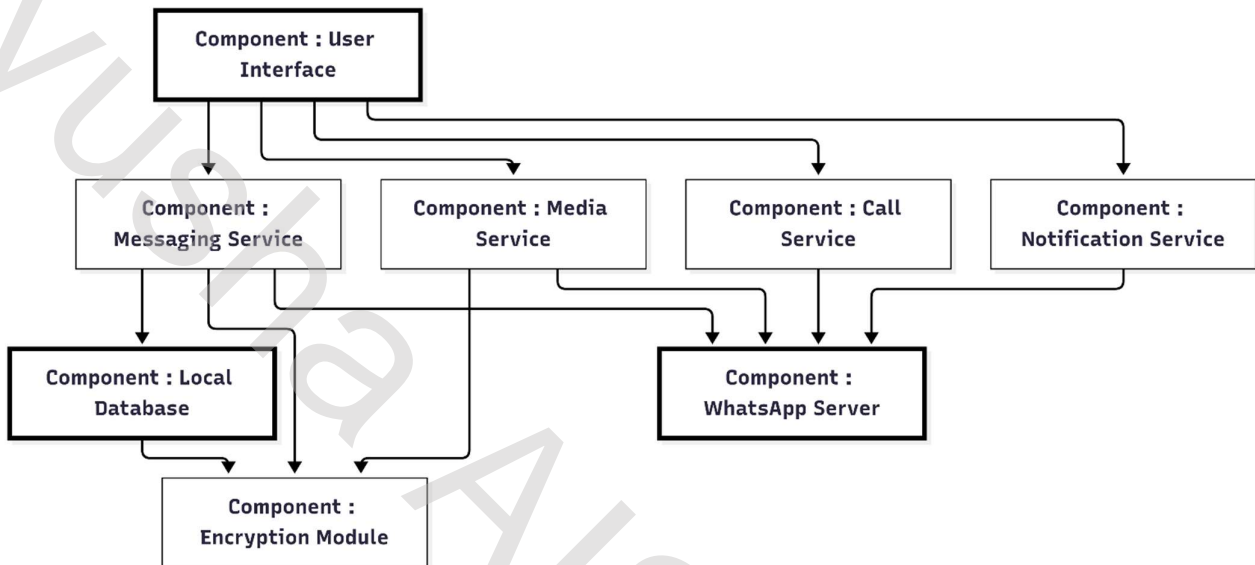 Component : User
Interface
Component :
Messaging Service
Component : Media
Service
Component : Call
Service
Component :
Notification Service
Component : Local
Database
Component :
WhatsApp Server
Component :
Encryption Module